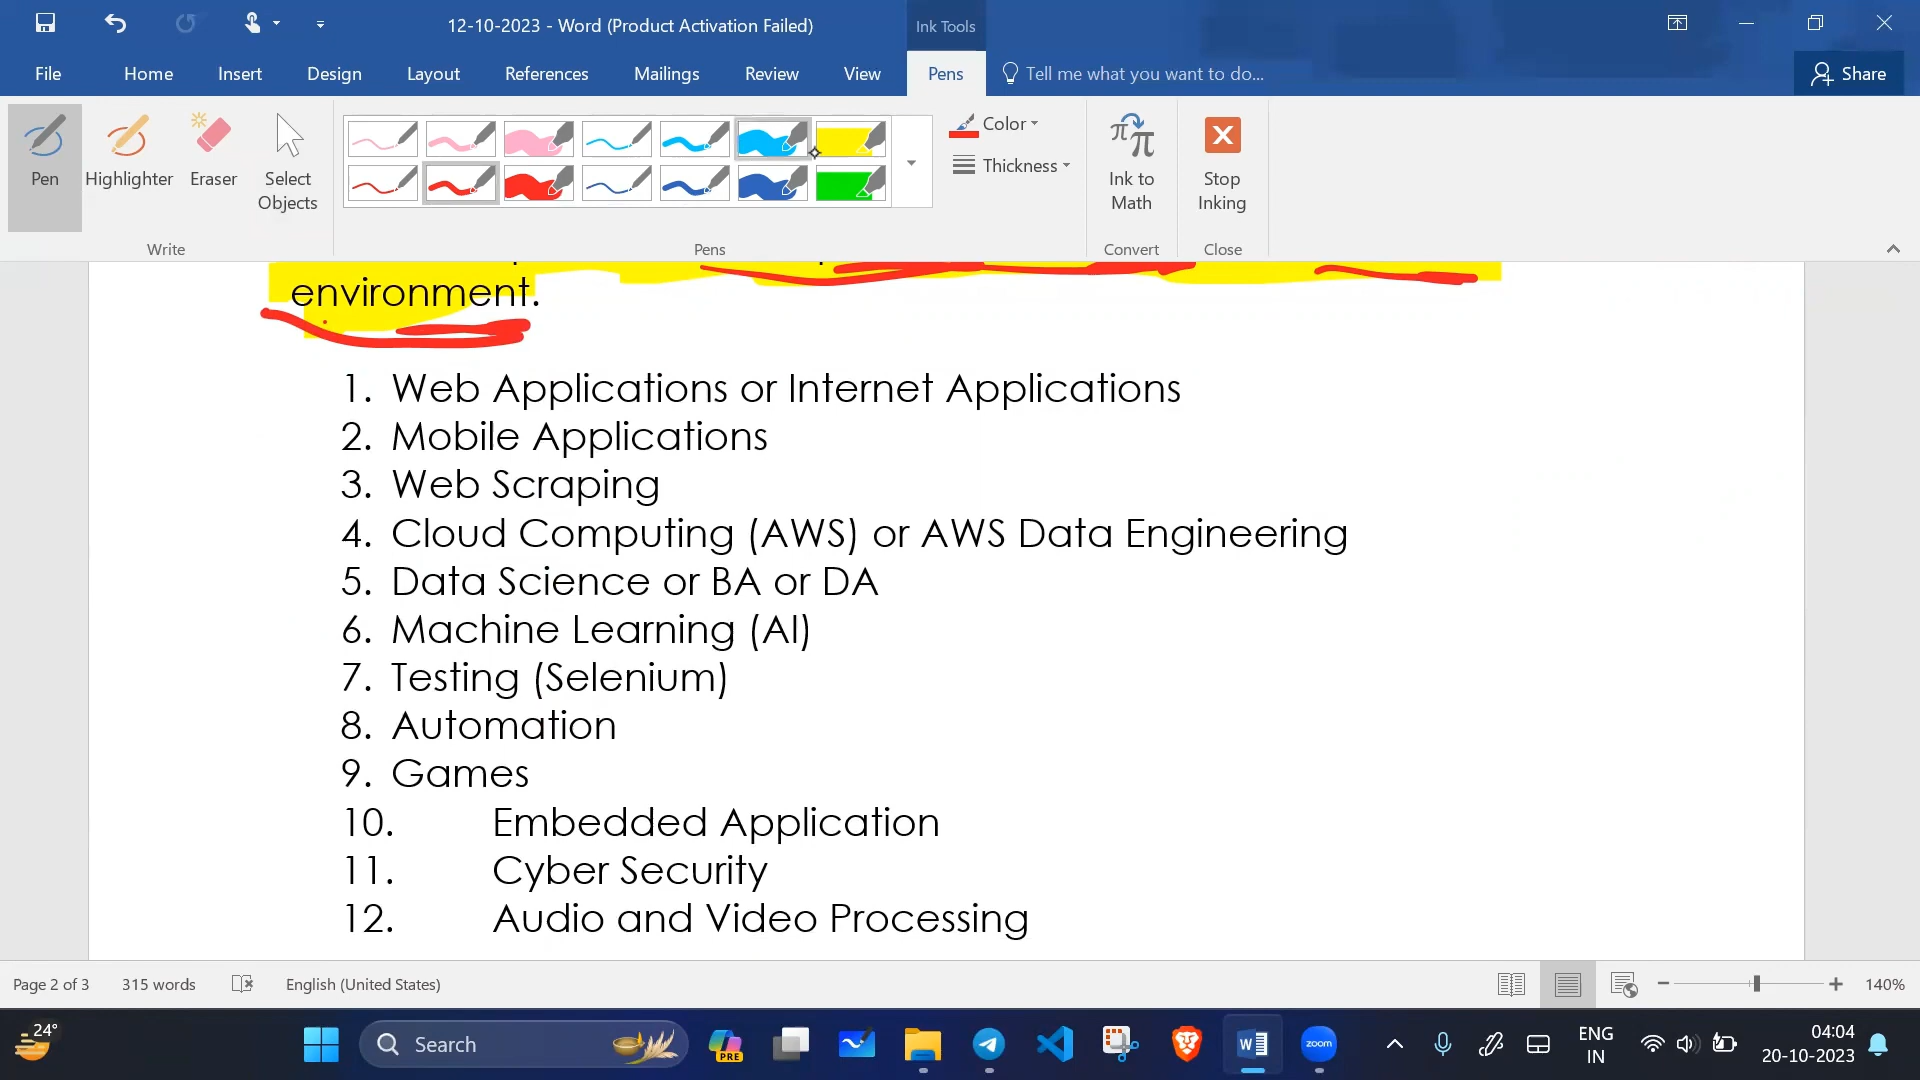 12-10-2023 - Word (Product Activation Failed)
Ink Tools
File
Home
Insert
Design
Layout
References
Mailings
Review
View
Pens
Tell me what you want to do...
Share
Pen
Highlighter
Eraser
Select
Objects
Color
Thickness
Ink to
Math
Stop
Inking
Write
Pens
Convert
Close
environment.
1. Web Applications or Internet Applications
2. Mobile Applications
3. Web Scraping
4. Cloud Computing (AWS) or AWS Data Engineering
5. Data Science or BA or DA
6. Machine Learning (AI)
7. Testing (Selenium)
8. Automation
9. Games
10. Embedded Application
11. Cyber Security
12. Audio and Video Processing
Page 2 of 3
315 words
English (United States)
140%
24°
Search
PRE
zoom
ENG
IN
04:04
20-10-2023